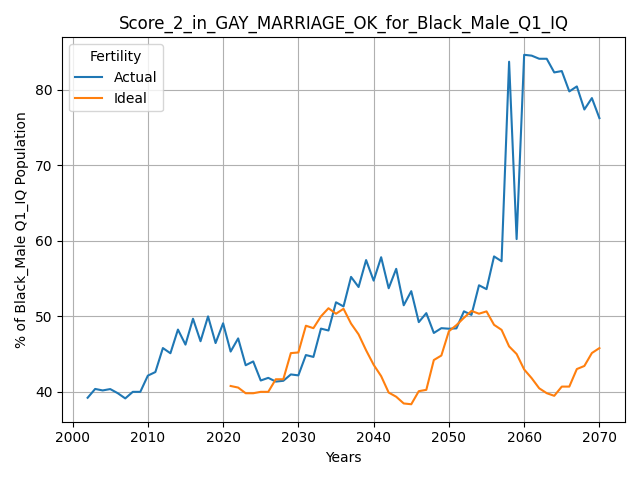 Score_2_in_GAY_MARRIAGE_OK_for_Black_Male_Q1_IQ
Fertility
Actual
Ideal
% of Black_Male Q1_IQ Population
80
70
60
50
40
2000 2010 2020 2030 2040 2050 2060 2070
Years